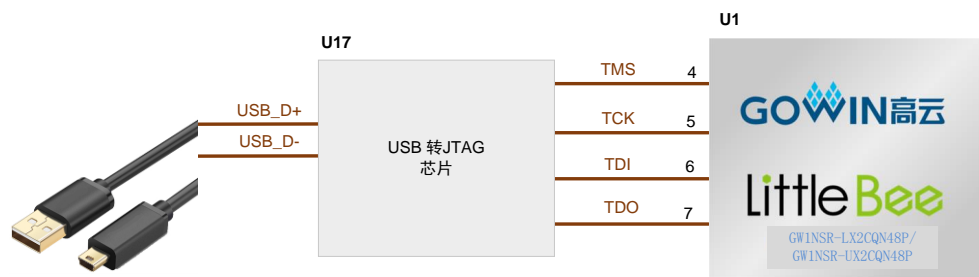 U1
U17
TMS 4
USB_D+
TCK 5
USB_D-
USB 转JTAG
芯片
TDI 6
TDO 7
GOWIN高云
LittleBee
GW1NSR-LX2CQN48P/
GW1NSR-UX2CQN48P